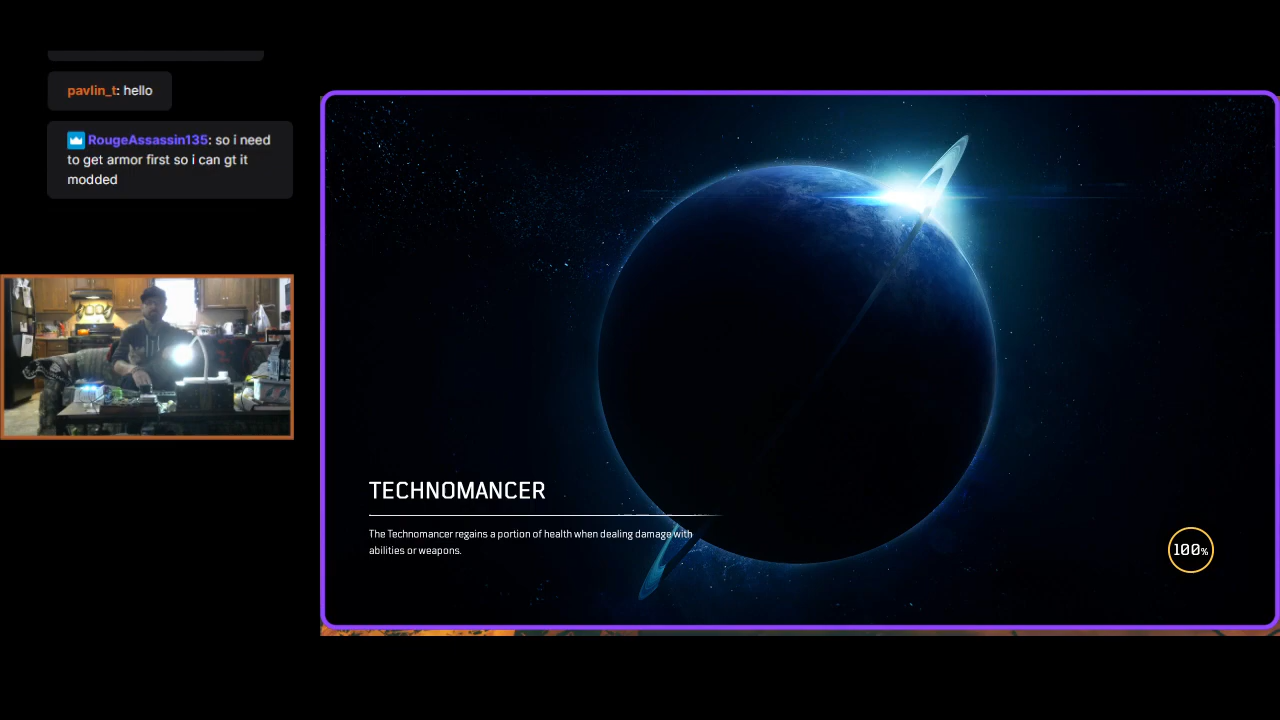 pavlin_t: hello
RougeAssassin135: so i need
to get armor first so i can gt it
modded
TECHNOMANCER
The Technomancer regains a portion of health when dealing damage with
abilities or weapons.
100%